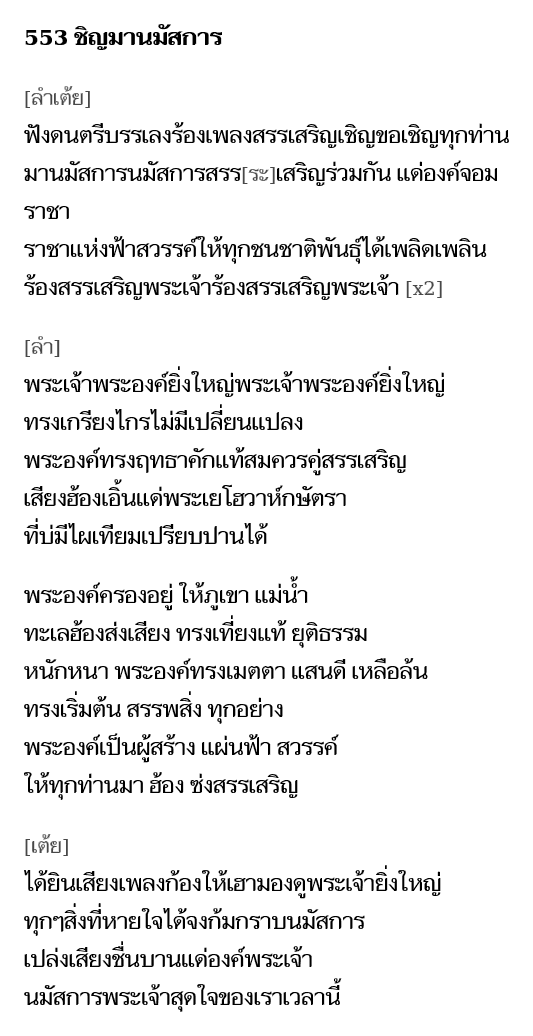 553 ชิญมานมัสการ
[ลำเต้ย]
ฟังดนตรีบรรเลงร้องเพลงสรรเสริญเชิญขอเชิญทุกท่าน
มานมัสการนมัสการสรร[ระ]เสริญร่วมกัน แด่องค์จอม
ราชา
ราชาแห่งฟ้าสวรรค์ให้ทุกชนชาติพันธุ์ได้เพลิดเพลิน
ร้องสรรเสริญพระเจ้าร้องสรรเสริญพระเจ้า [x2]
[ลำ]
พระเจ้าพระองค์ยิ่งใหญ่พระเจ้าพระองค์ยิ่งใหญ่
ทรงเกรียงไกรไม่มีเปลี่ยนแปลง
พระองค์ทรงฤทธาคักแท้สมควรคู่สรรเสริญ
เสียงฮ้องเอิ้นแด่พระเยโฮวาห์กษัตรา
ที่บ่มีไผเทียมเปรียบปานได้
พระองค์ครองอยู่ ให้ภูเขา แม่น้ำ
ทะเลฮ้องส่งเสียง ทรงเที่ยงแท้ ยุติธรรม
หนักหนา พระองค์ทรงเมตตา แสนดี เหลือล้น
ทรงเริ่มต้น สรรพสิ่ง ทุกอย่าง
พระองค์เป็นผู้สร้าง แผ่นฟ้า สวรรค์
ให้ทุกท่านมา ฮ้อง ซ่งสรรเสริญ
[เต้ย]
ได้ยินเสียงเพลงก้องให้เฮามองดูพระเจ้ายิ่งใหญ่
ทุกๆสิ่งที่หายใจได้จงก้มกราบนมัสการ
เปล่งเสียงชื่นบานแด่องค์พระเจ้า
นมัสการพระเจ้าสุดใจของเราเวลานี้